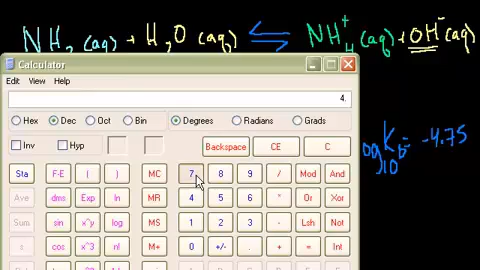 NH₃ (aq) + H₂O (aq) ⇌ NH₄⁺ (aq) + OH⁻ (aq)
Calculator
Edit View Help
4.
Hex Dec Oct Bin Degrees Radians Grads
Inv Hyp Backspace CE C
Sta F-E ( ) MC 7 8 9 / Mod And
Ave dms Exp ln MR 4 5 6 * Or Xor
Sum sin x^y log MS 1 2 3 - Lsh Not
s cos x^3 n! M+ 0 +/- . + = Int
og₁₀ K_b = -4.75